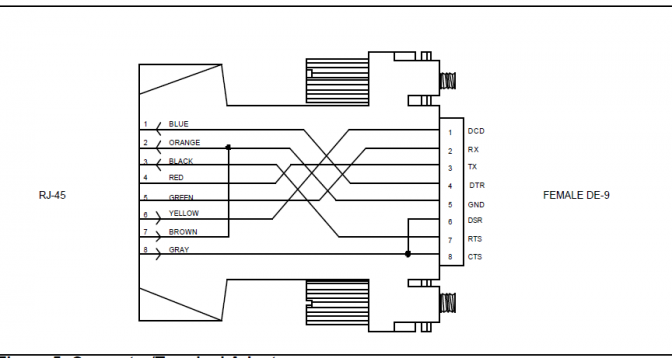 1 BLUE
2 ORANGE
3 BLACK
4 RED
5 GREEN
6 YELLOW
7 BROWN
8 GRAY
RJ-45
1 DCD
2 RX
3 TX
4 DTR
5 GND
6 DSR
7 RTS
8 CTS
FEMALE DE-9